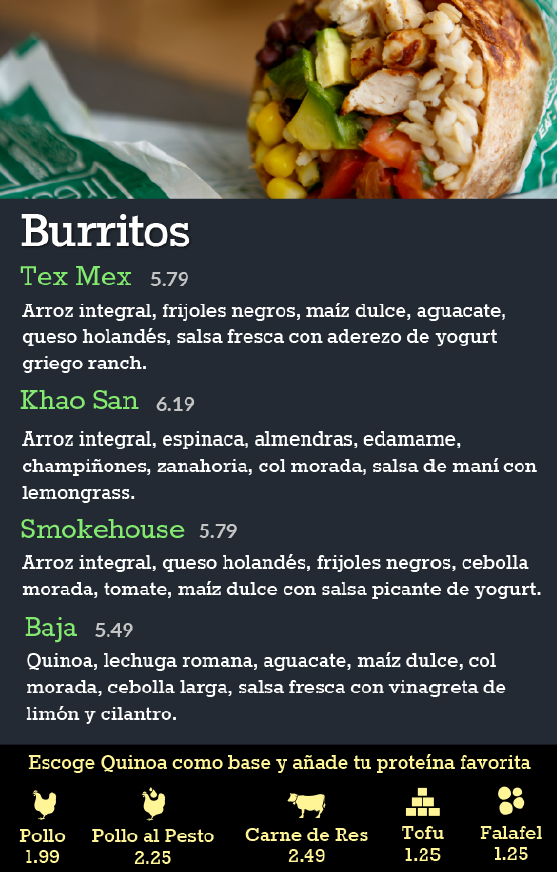 Burritos
Tex Mex 5.79
Arroz integral, frijoles negros, maíz dulce, aguacate,
queso holandés, salsa fresca con aderezo de yogurt
griego ranch.
Khao San 6.19
Arroz integral, espinaca, almendras, edamame,
champiñones, zanahoria, col morada, salsa de maní con
lemongrass.
Smokehouse 5.79
Arroz integral, queso holandés, frijoles negros, cebolla
morada, tomate, maíz dulce con salsa picante de yogurt.
Baja 5.49
Quinoa, lechuga romana, aguacate, maíz dulce, col
morada, cebolla larga, salsa fresca con vinagreta de
limón y cilantro.
Escoge Quinoa como base y añade tu proteína favorita
Pollo Pollo al Pesto Carne de Res Tofu Falafel
1.99 2.25 2.49 1.25 1.25